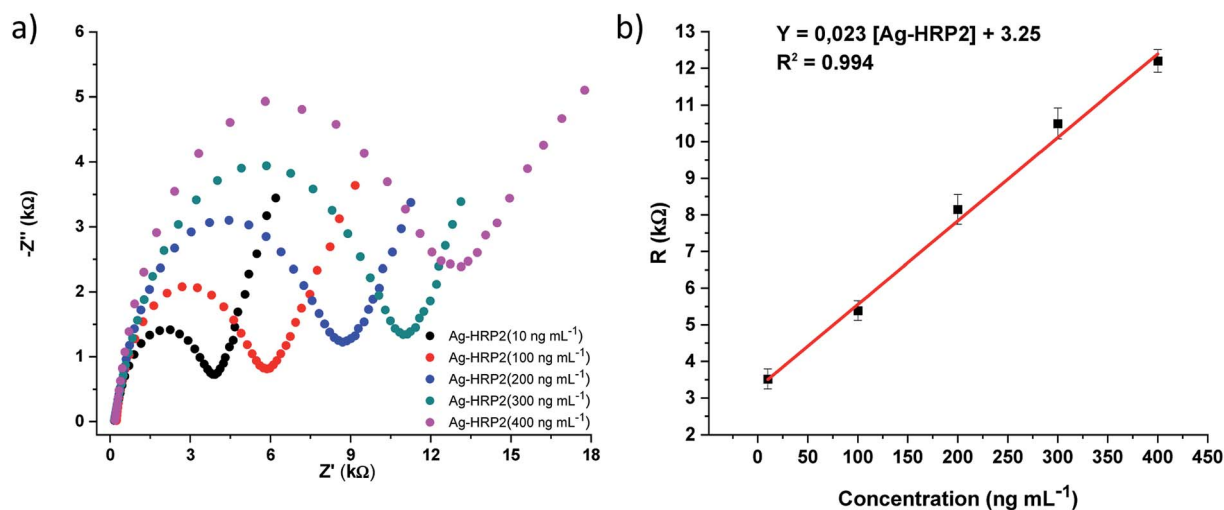 a)
6
5
4
3
2
1
0
-Z'' (kΩ)
0 3 6 9 12 15 18
Z' (kΩ)
Ag-HRP2(10 ng mL⁻¹)
Ag-HRP2(100 ng mL⁻¹)
Ag-HRP2(200 ng mL⁻¹)
Ag-HRP2(300 ng mL⁻¹)
Ag-HRP2(400 ng mL⁻¹)
b)
Y = 0,023 [Ag-HRP2] + 3.25
R² = 0.994
13
12
11
10
9
8
7
6
5
4
3
2
R (kΩ)
0 50 100 150 200 250 300 350 400 450
Concentration (ng mL⁻¹)